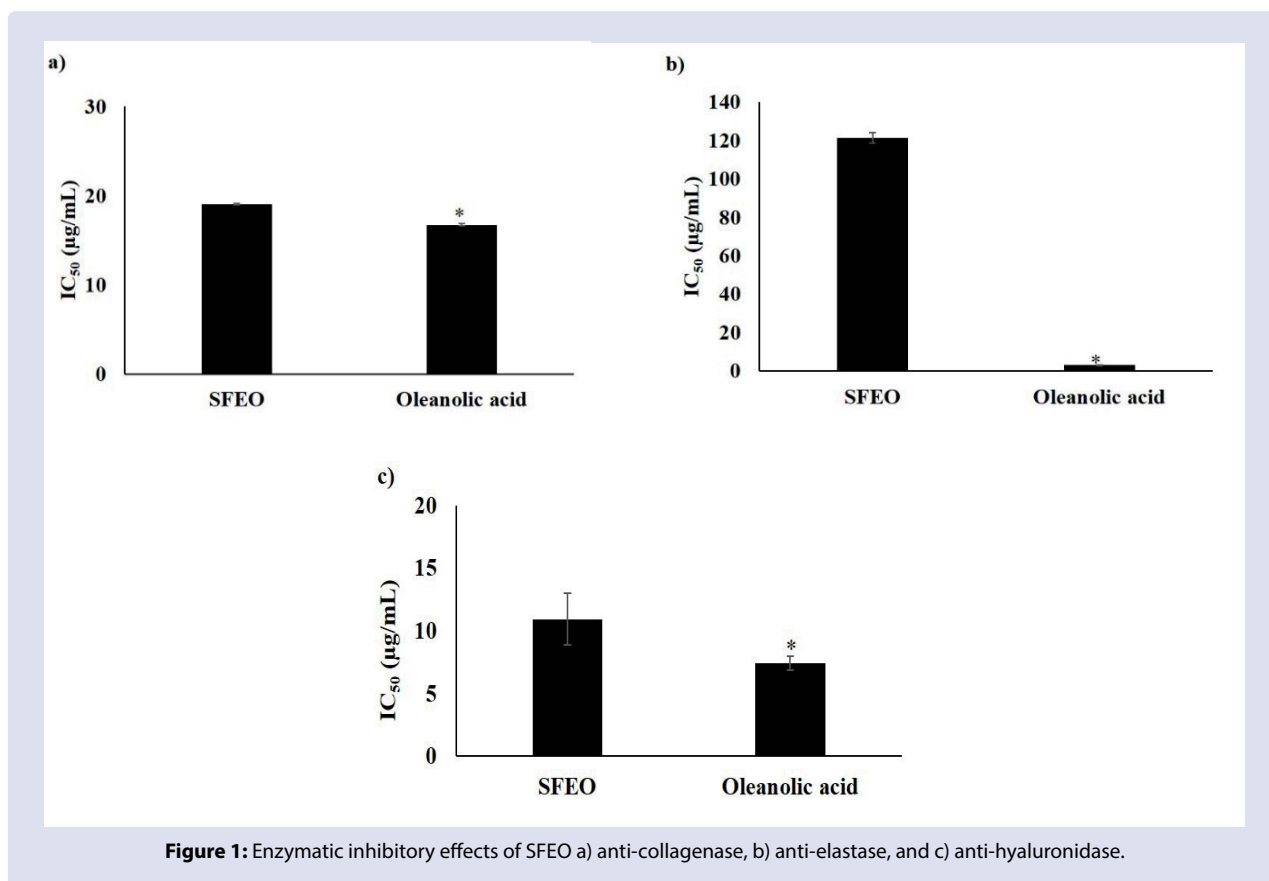 a)
30
20
10
0
IC₅₀ (µg/mL)
*
SFEO Oleanolic acid
b)
140
120
100
80
60
40
20
0
IC₅₀ (µg/mL)
*
SFEO Oleanolic acid
c)
20
15
10
5
0
IC₅₀ (µg/mL)
*
SFEO Oleanolic acid
Figure 1: Enzymatic inhibitory effects of SFEO a) anti-collagenase, b) anti-elastase, and c) anti-hyaluronidase.